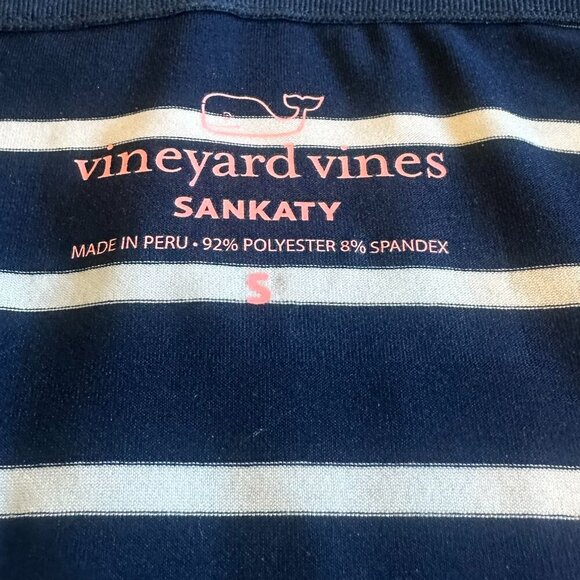 vineyard vines
SANKATY
MADE IN PERU • 92% POLYESTER 8% SPANDEX
S